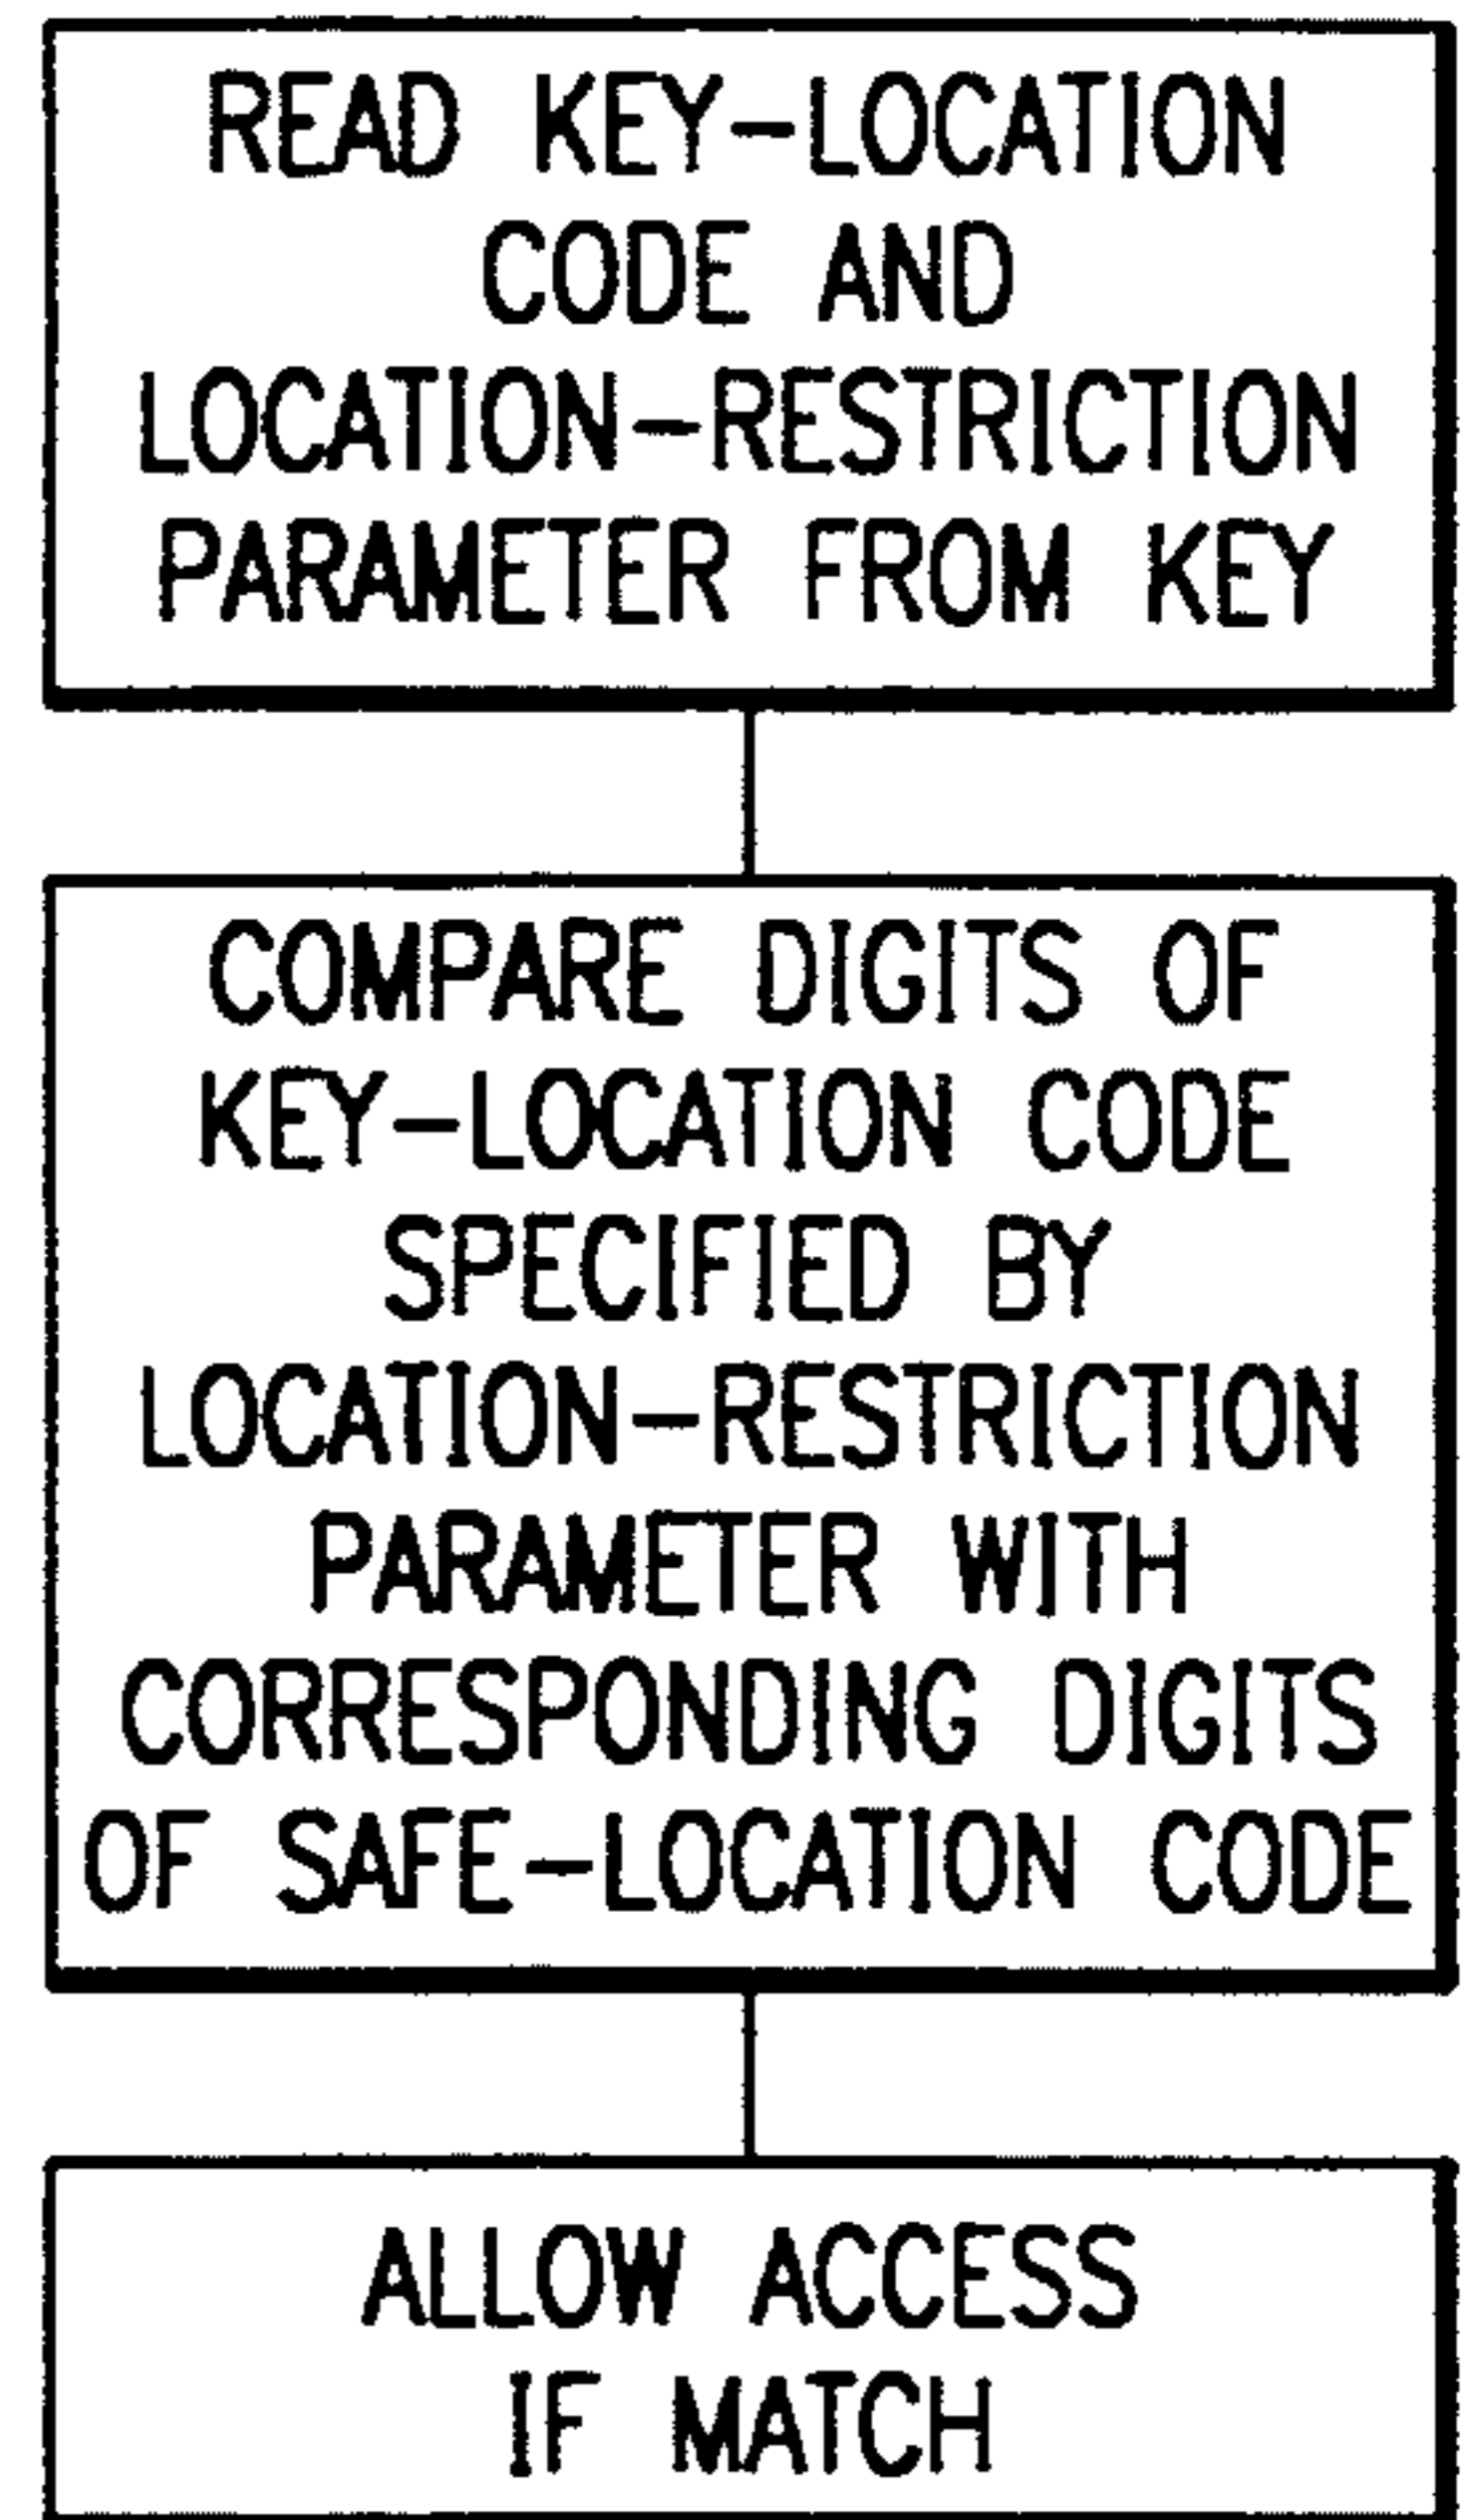 READ KEY-LOCATION
CODE AND
LOCATION-RESTRICTION
PARAMETER FROM KEY
COMPARE DIGITS OF
KEY-LOCATION CODE
SPECIFIED BY
LOCATION-RESTRICTION
PARAMETER WITH
CORRESPONDING DIGITS
OF SAFE-LOCATION CODE
ALLOW ACCESS
IF MATCH